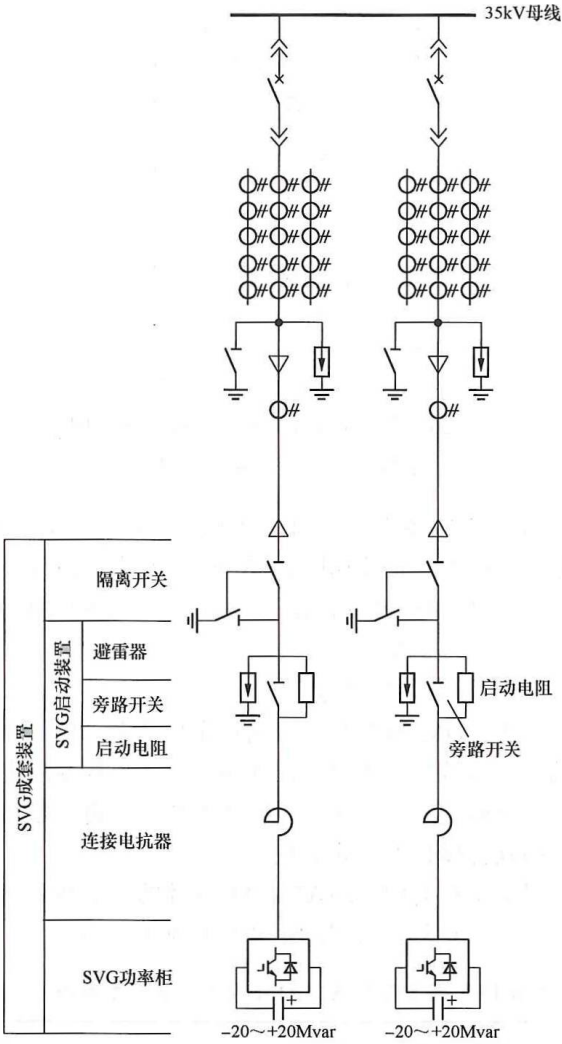 35kV母线
隔离开关
SVG成套装置
SVG启动装置
避雷器
旁路开关
启动电阻
启动电阻
旁路开关
连接电抗器
SVG功率柜
-20～+20Mvar
-20～+20Mvar